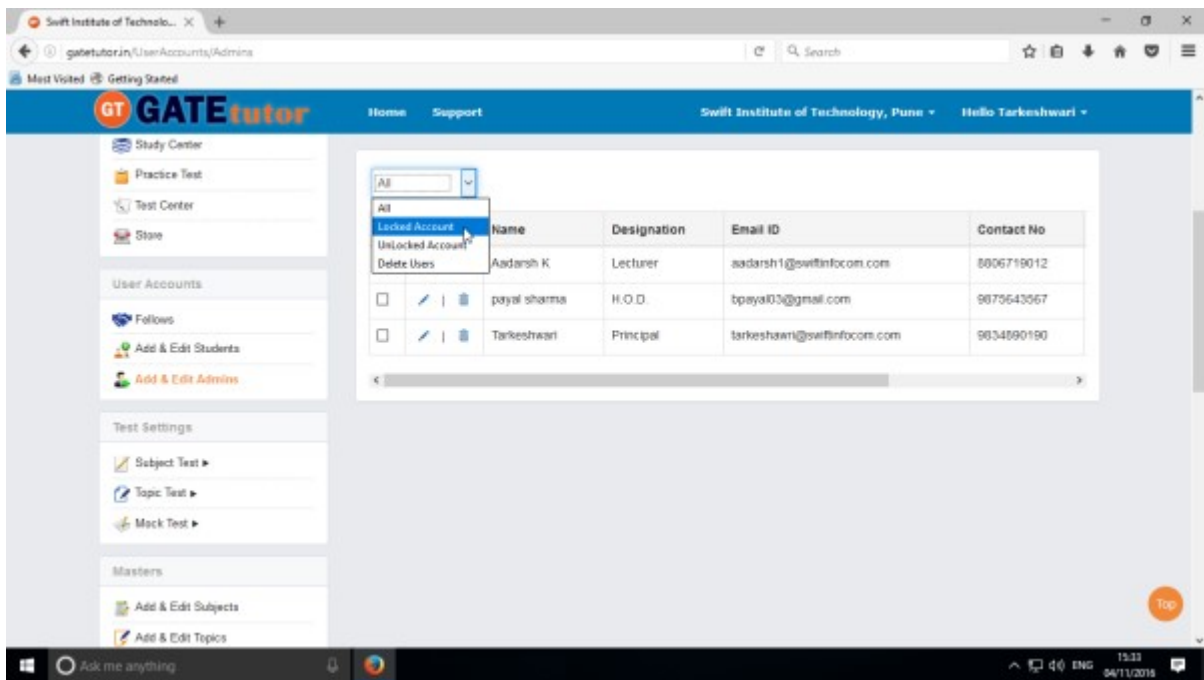 Swift Institute of Technolo...
gatetutor.in/UserAccounts/Admins
Search
Most Visited Getting Started
GT GATEtutor Home Support Swift Institute of Technology, Pune Hello Tarkeshwari
Study Center
Practice Test
Test Center
Store
User Accounts
Fellows
Add & Edit Students
Add & Edit Admins
Test Settings
Subject Test
Topic Test
Mock Test
Masters
Add & Edit Subjects
Add & Edit Topics
All
All
Locked Account
UnLocked Account
Delete Users
Name Designation Email ID Contact No
Aadarsh K Lecturer aadarsh1@swiftinfocom.com 8806719012
| payal sharma H.O.D. bpayal03@gmail.com 9875643567
| Tarkeshwari Principal tarkeshawri@swiftinfocom.com 9834890190
Top
Ask me anything
ENG
15:33
04/11/2016